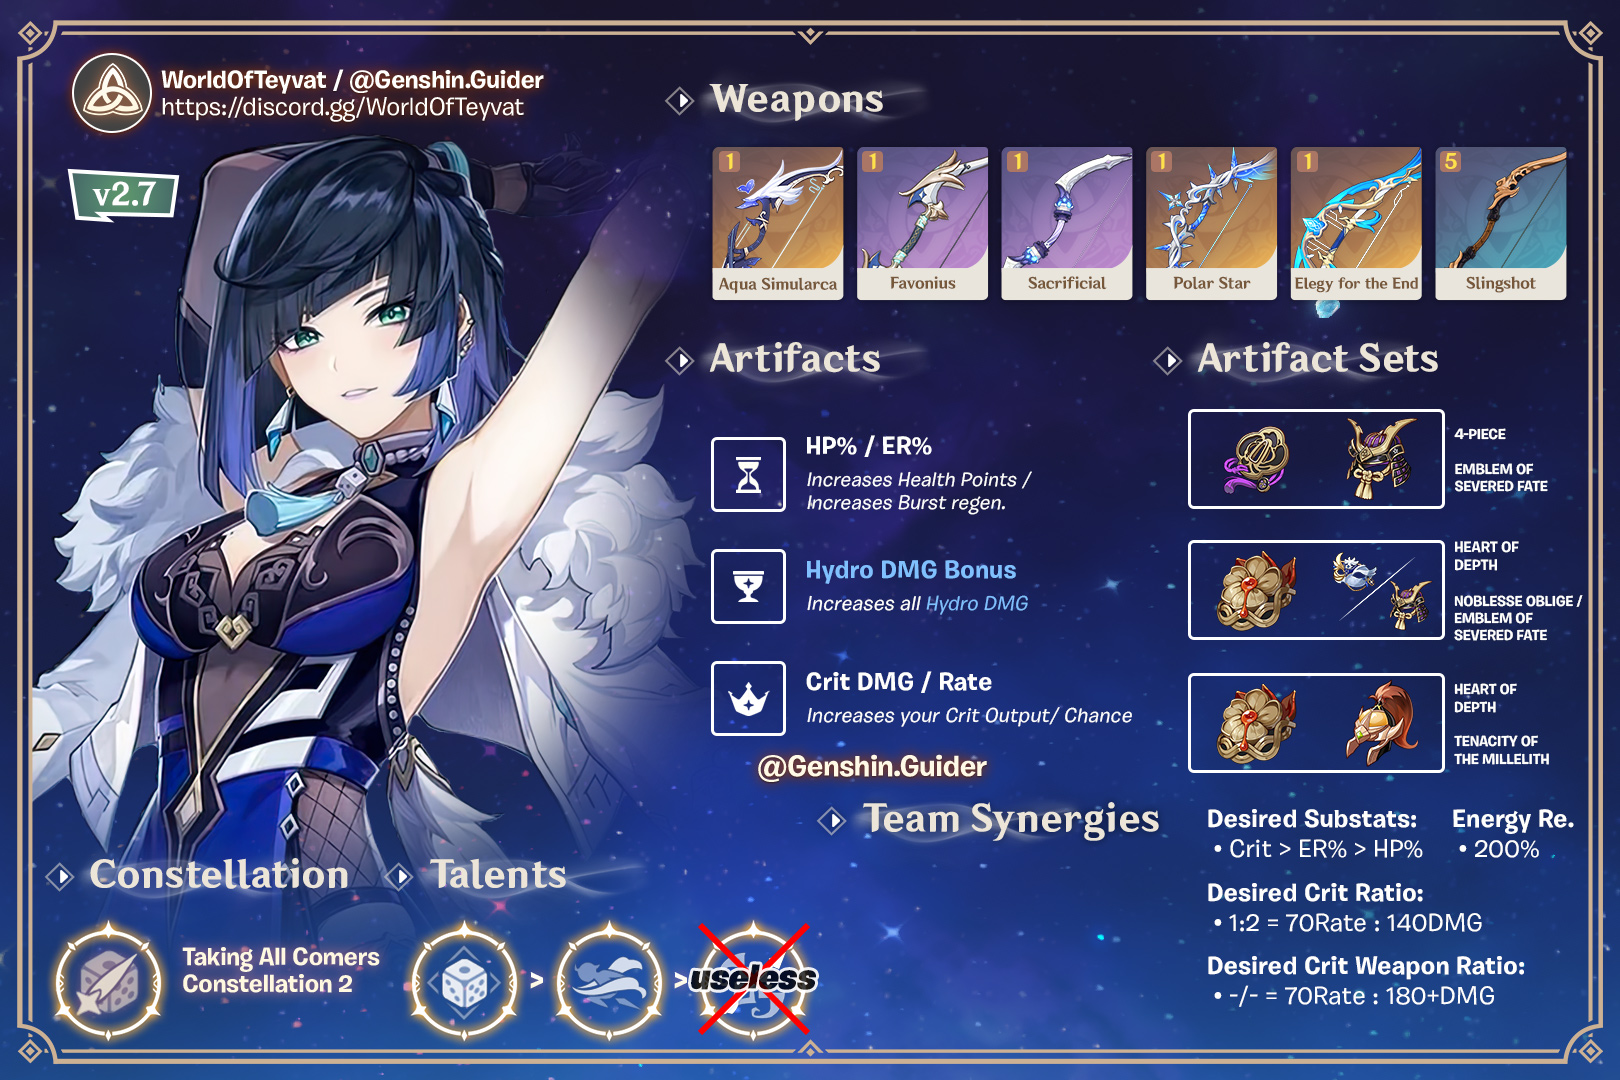 WorldOfTeyvat / @Genshin.Guider
https://discord.gg/WorldOfTeyvat
v2.7
Weapons
1
1
1
1
1
5
Aqua Simularca
Favonius
Sacrificial
Polar Star
Elegy for the End
Slingshot
Artifacts
HP% / ER%
Increases Health Points /
Increases Burst regen.
Hydro DMG Bonus
Increases all Hydro DMG
Crit DMG / Rate
Increases your Crit Output/ Chance
@Genshin.Guider
Artifact Sets
4-PIECE
EMBLEM OF
SEVERED FATE
HEART OF
DEPTH
NOBLESSE OBLIGE /
EMBLEM OF
SEVERED FATE
HEART OF
DEPTH
TENACITY OF
THE MILLELITH
Team Synergies
Desired Substats:
• Crit > ER% > HP%
Energy Re.
• 200%
Desired Crit Ratio:
• 1:2 = 70Rate : 140DMG
Desired Crit Weapon Ratio:
• -/- = 70Rate : 180+DMG
Constellation
Taking All Comers
Constellation 2
Talents
> > useless